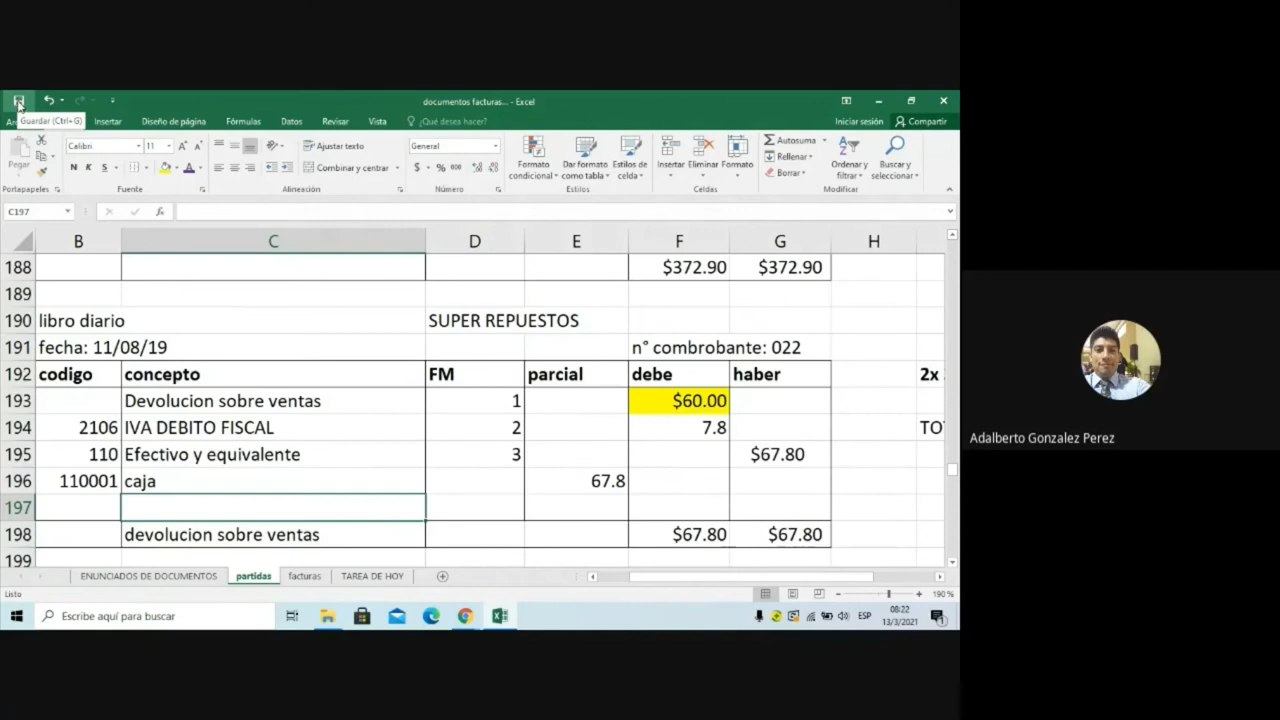 documentos facturas... - Excel
Guardar (Ctrl+G)
Insertar Diseño de página Fórmulas Datos Revisar Vista ¿Qué desea hacer? Iniciar sesión Compartir
Pegar
Calibri 11
N K S
Ajustar texto
Combinar y centrar
General
$ % 000
Formato condicional
Dar formato como tabla
Estilos de celda
Insertar Eliminar Formato
Autosuma
Rellenar
Borrar
Ordenar y filtrar
Buscar y seleccionar
Portapapeles Fuente Alineación Número Estilos Celdas Modificar
C197 fx
B C D E F G H
188 $372.90 $372.90
189
190 libro diario SUPER REPUESTOS
191 fecha: 11/08/19 n° combrobante: 022
192 codigo concepto FM parcial debe haber 2x
193 Devolucion sobre ventas 1 $60.00
194 2106 IVA DEBITO FISCAL 2 7.8
195 110 Efectivo y equivalente 3 $67.80
196 110001 caja 67.8
197
198 devolucion sobre ventas $67.80 $67.80
199
ENUNCIADOS DE DOCUMENTOS partidas facturas TAREA DE HOY
Listo 190 %
Escribe aquí para buscar
ESP
08:22
13/3/2021
Adalberto Gonzalez Perez